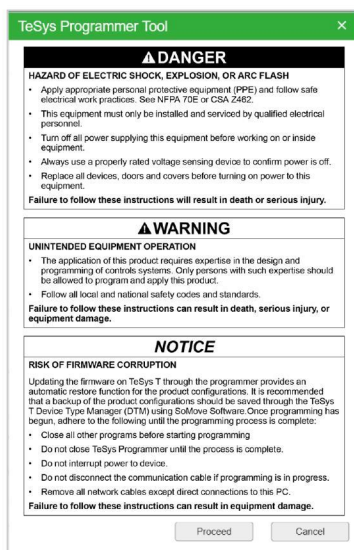 TeSys Programmer Tool ×
⚠DANGER
HAZARD OF ELECTRIC SHOCK, EXPLOSION, OR ARC FLASH
• Apply appropriate personal protective equipment (PPE) and follow safe
electrical work practices. See NFPA 70E or CSA Z462.
• This equipment must only be installed and serviced by qualified electrical
personnel.
• Turn off all power supplying this equipment before working on or inside
equipment.
• Always use a properly rated voltage sensing device to confirm power is off.
• Replace all devices, doors and covers before turning on power to this
equipment.
Failure to follow these instructions will result in death or serious injury.
⚠WARNING
UNINTENDED EQUIPMENT OPERATION
• The application of this product requires expertise in the design and
programming of controls systems. Only persons with such expertise should
be allowed to program and apply this product.
• Follow all local and national safety codes and standards.
Failure to follow these instructions can result in death, serious injury, or
equipment damage.
NOTICE
RISK OF FIRMWARE CORRUPTION
Updating the firmware on TeSys T through the programmer provides an
automatic restore function for the product configurations. It is recommended
that a backup of the product configurations should be saved through the TeSys
T Device Type Manager (DTM) using SoMove Software.Once programming has
begun, adhere to the following until the programming process is complete:
• Close all other programs before starting programming
• Do not close TeSys Programmer until the process is complete.
• Do not interrupt power to device.
• Do not disconnect the communication cable if programming is in progress.
• Remove all network cables except direct connections to this PC.
Failure to follow these instructions can result in equipment damage.
Proceed Cancel